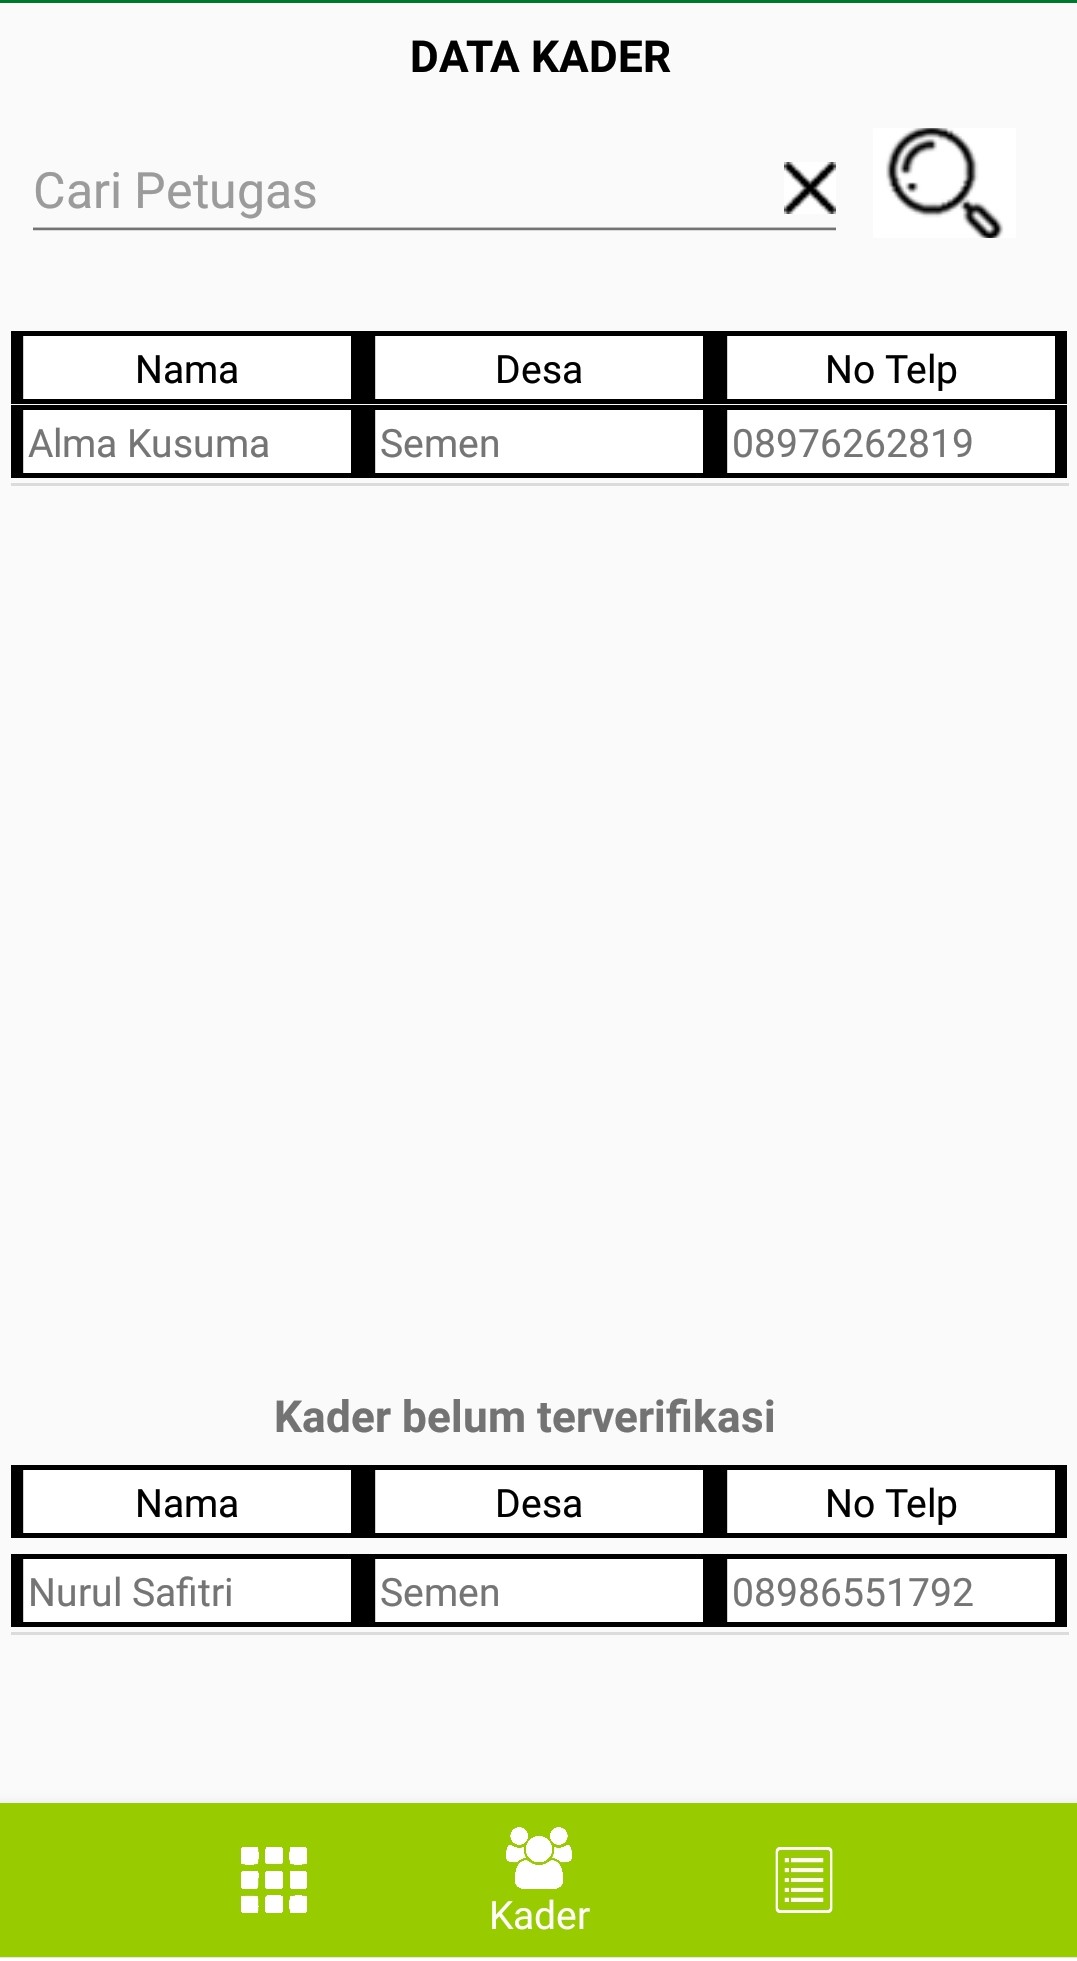 DATA KADER
Cari Petugas
Nama Desa No Telp
Alma Kusuma Semen 08976262819
Kader belum terverifikasi
Nama Desa No Telp
Nurul Safitri Semen 08986551792
Kader